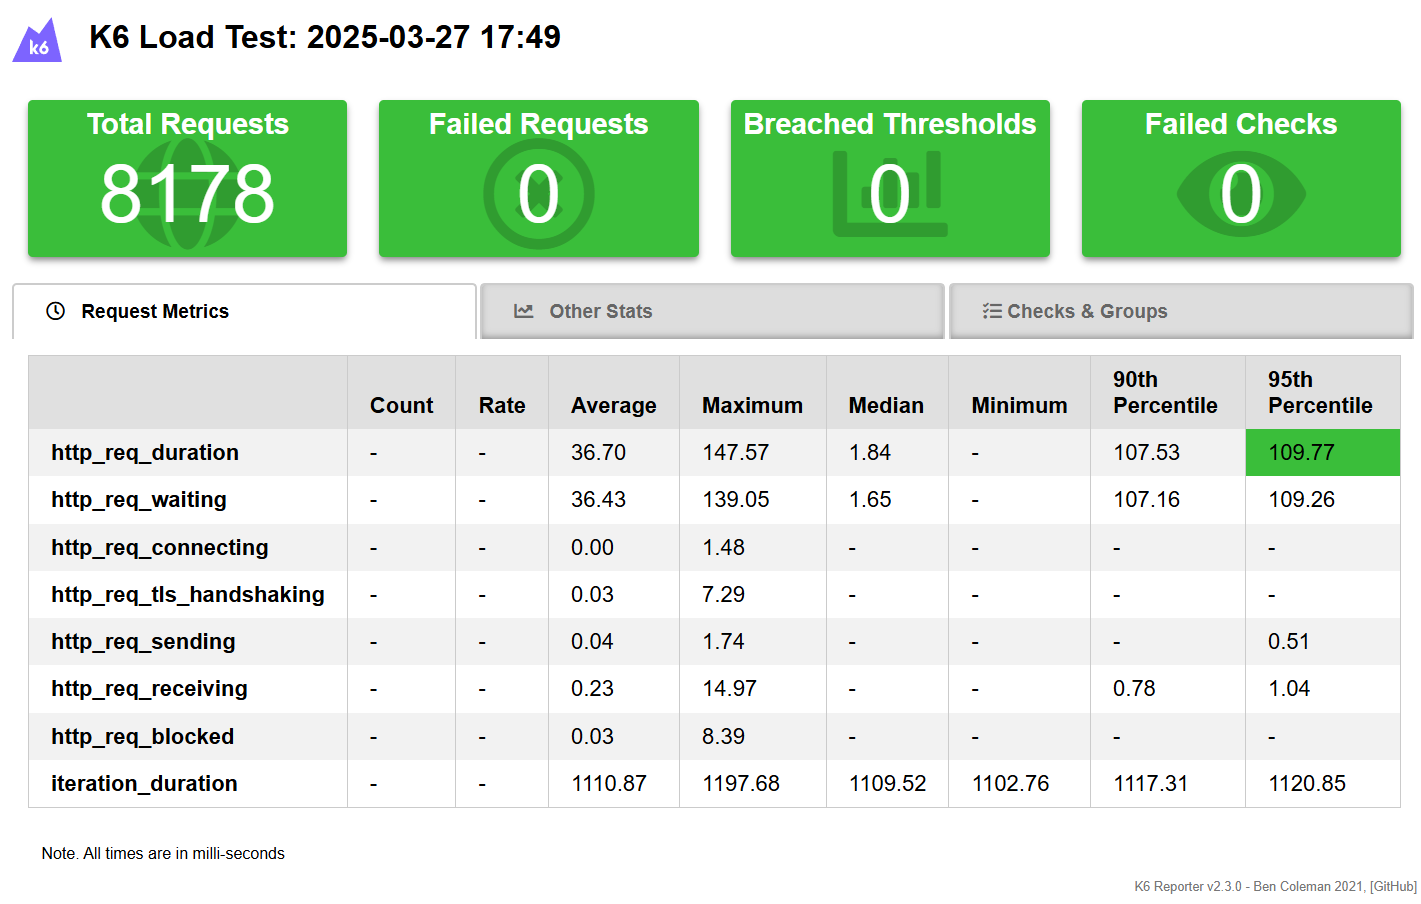 k6
K6 Load Test: 2025-03-27 17:49
Total Requests
8178
Failed Requests
0
Breached Thresholds
0
Failed Checks
0
Request Metrics
Other Stats
Checks & Groups
Count Rate Average Maximum Median Minimum 90th Percentile 95th Percentile
http_req_duration - - 36.70 147.57 1.84 - 107.53 109.77
http_req_waiting - - 36.43 139.05 1.65 - 107.16 109.26
http_req_connecting - - 0.00 1.48 - - - -
http_req_tls_handshaking - - 0.03 7.29 - - - -
http_req_sending - - 0.04 1.74 - - - 0.51
http_req_receiving - - 0.23 14.97 - - 0.78 1.04
http_req_blocked - - 0.03 8.39 - - - -
iteration_duration - - 1110.87 1197.68 1109.52 1102.76 1117.31 1120.85
Note. All times are in milli-seconds
K6 Reporter v2.3.0 - Ben Coleman 2021, [GitHub]